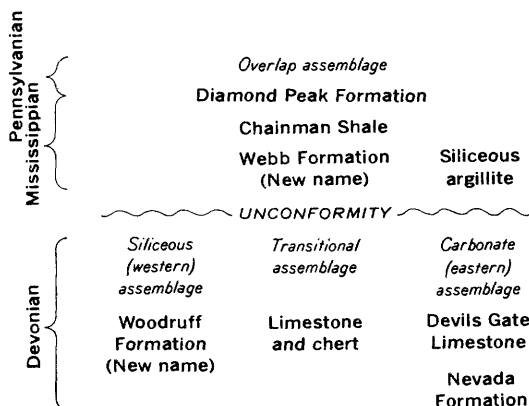 Pennsylvanian
Mississippian
Overlap assemblage
Diamond Peak Formation
Chainman Shale
Webb Formation
(New name)
Siliceous
argillite
UNCONFORMITY
Devonian
Siliceous
(western)
assemblage
Woodruff
Formation
(New name)
Transitional
assemblage
Limestone
and chert
Carbonate
(eastern)
assemblage
Devils Gate
Limestone
Nevada
Formation